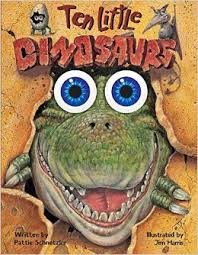 Ten Little
DINOSAURS
Written by
Pattie Schnetzler
Illustrated by
Jim Harris